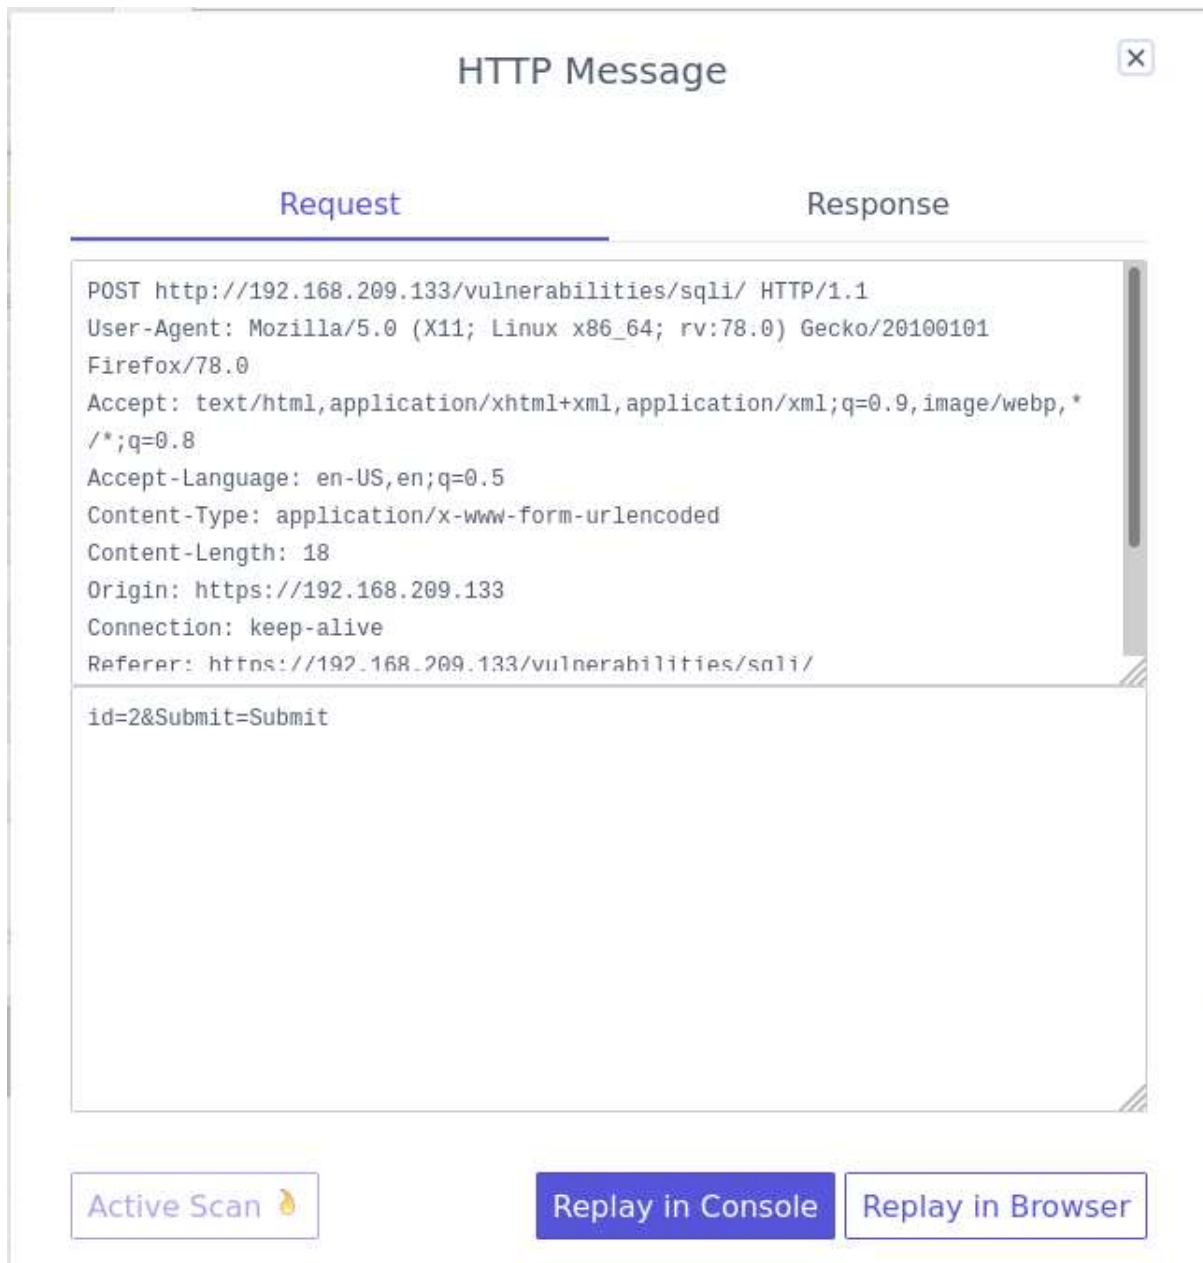 HTTP Message
Request
Response
POST http://192.168.209.133/vulnerabilities/sqli/ HTTP/1.1
User-Agent: Mozilla/5.0 (X11; Linux x86_64; rv:78.0) Gecko/20100101
Firefox/78.0
Accept: text/html,application/xhtml+xml,application/xml;q=0.9,image/webp,*
/*;q=0.8
Accept-Language: en-US,en;q=0.5
Content-Type: application/x-www-form-urlencoded
Content-Length: 18
Origin: https://192.168.209.133
Connection: keep-alive
Referer: https://192.168.209.133/vulnerabilities/sqli/
id=2&Submit=Submit
Active Scan
Replay in Console
Replay in Browser